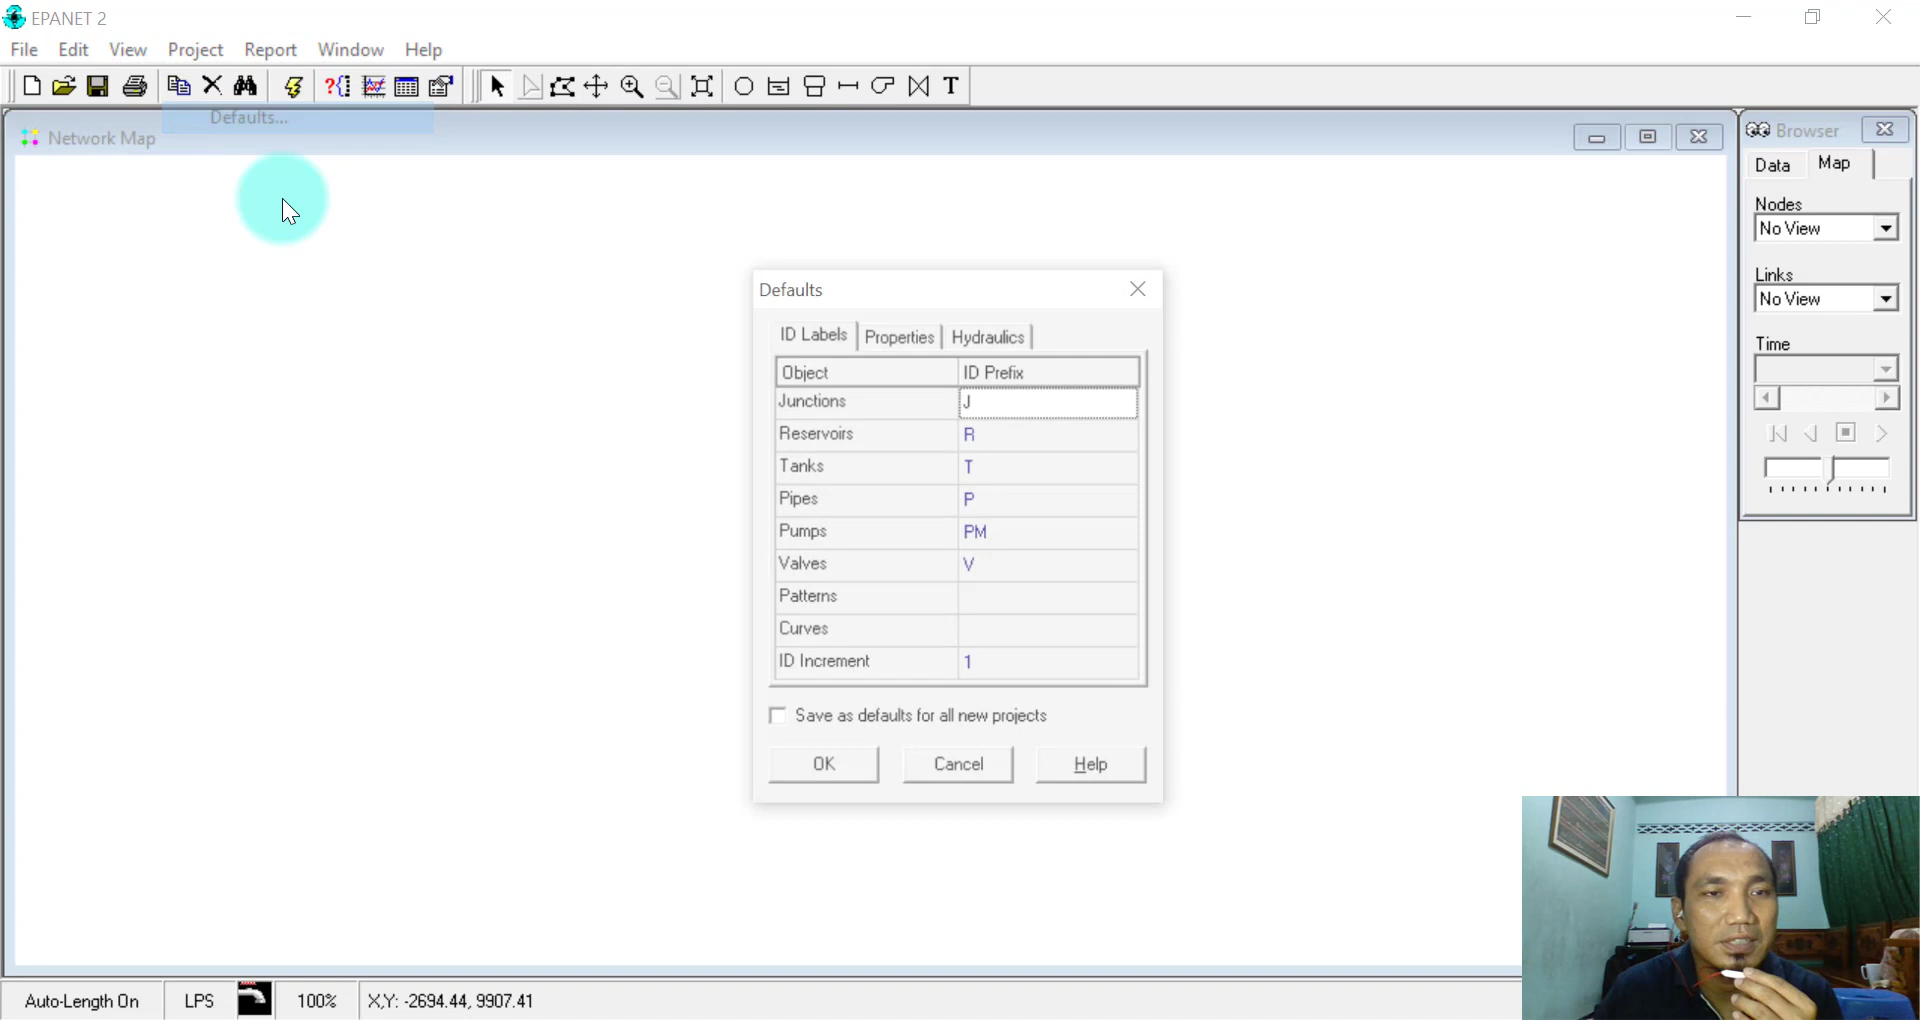 EPANET 2
File Edit View Project Report Window Help
T
Defaults...
Network Map
Browser
Data Map
Nodes
No View
Links
No View
Time
Defaults
ID Labels Properties Hydraulics
Object ID Prefix
Junctions J
Reservoirs R
Tanks T
Pipes P
Pumps PM
Valves V
Patterns
Curves
ID Increment 1
Save as defaults for all new projects
OK Cancel Help
Auto-Length On LPS 100% X,Y: -2694.44, 9907.41